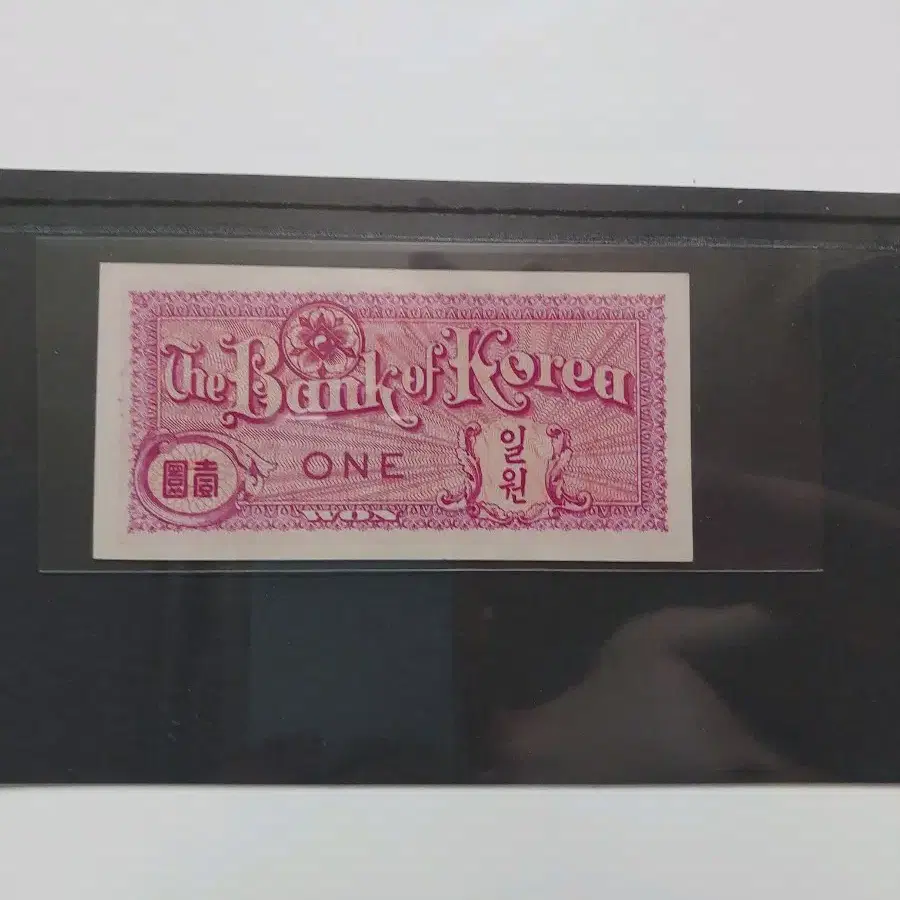 The Bank of Korea
ONE
WON
일
원
圓壹